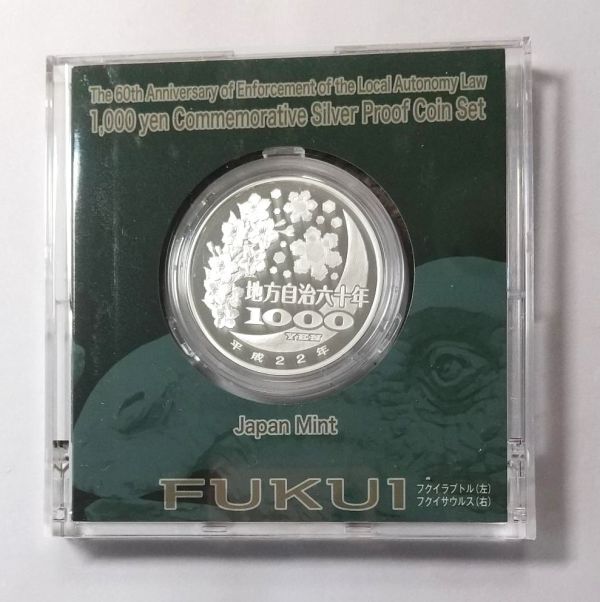 The 60th Anniversary of Enforcement of the Local Autonomy Law
1,000 yen Commemorative Silver Proof Coin Set
地方自治六十年
1000
YEN
平成22年
Japan Mint
FUKUI
フクイラプトル(左)
フクイサウルス(右)